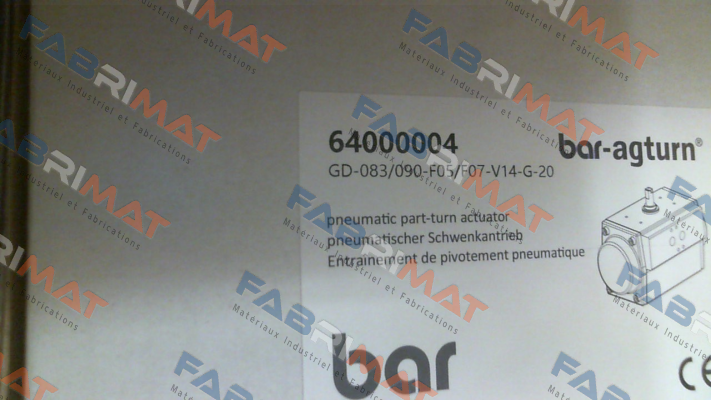 64000004
bar-agturn®
GD-083/090-F05/F07-V14-G-20
pneumatic part-turn actuator
pneumatischer Schwenkantrieb
Entraînement de pivotement pneumatique
bar
CE
FABRIMAT
Materiaux Industriel et Fabrications